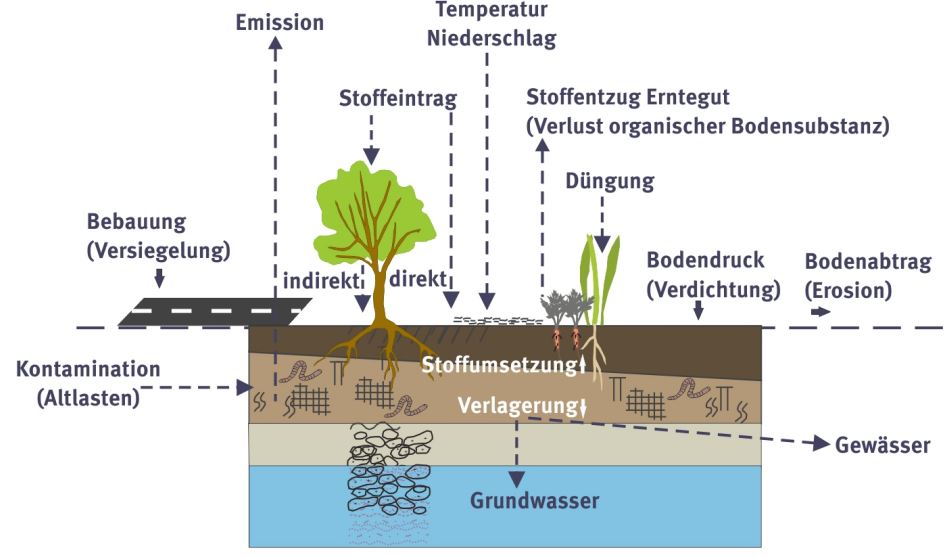 Emission
Temperatur
Niederschlag
Stoffeintrag
Stoffentzug Erntegut
(Verlust organischer Bodensubstanz)
Düngung
Bebauung
(Versiegelung)
indirekt
direkt
Bodendruck
(Verdichtung)
Bodenabtrag
(Erosion)
Kontamination
(Altlasten)
Stoffumsetzung
Verlagerung
Gewässer
Grundwasser